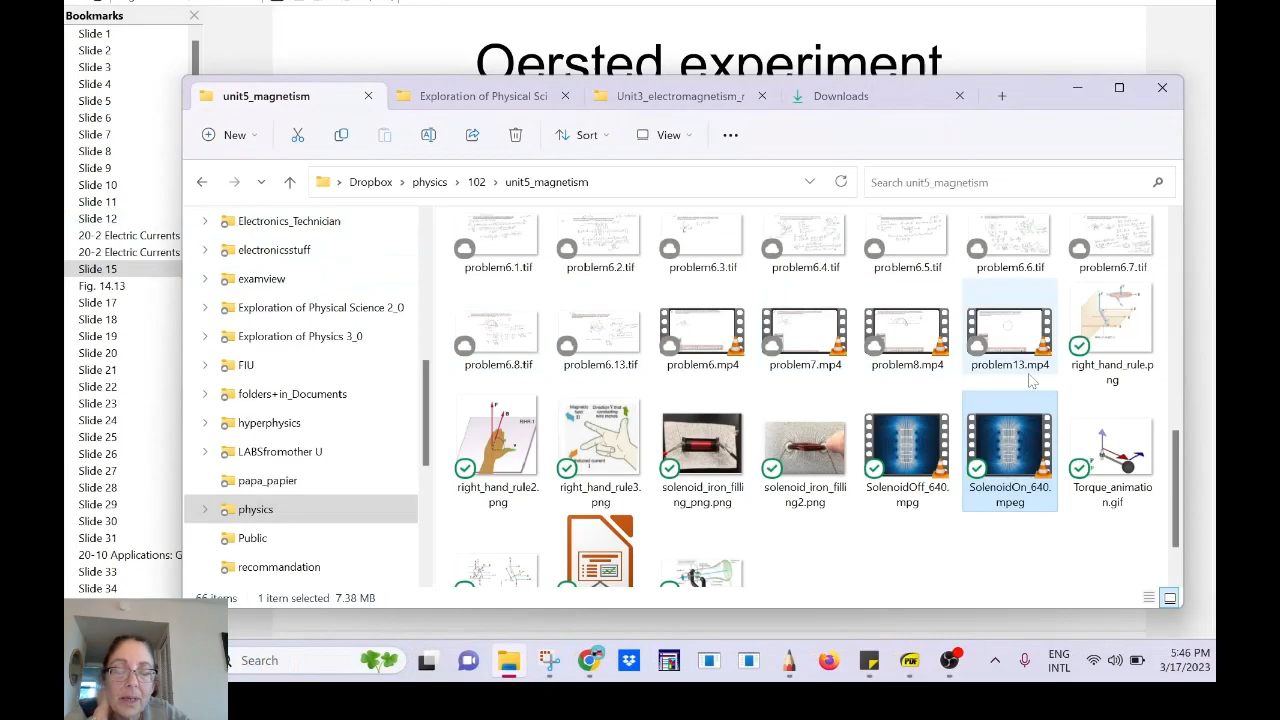 Bookmarks
Slide 1
Slide 2
Slide 3
Slide 4
Slide 5
Slide 6
Slide 7
Slide 8
Slide 9
Slide 10
Slide 11
Slide 12
20-2 Electric Currents
20-2 Electric Currents
Slide 15
Fig. 14.13
Slide 17
Slide 18
Slide 19
Slide 20
Slide 21
Slide 22
Slide 23
Slide 24
Slide 25
Slide 26
Slide 27
Slide 28
Slide 29
Slide 30
Slide 31
20-10 Applications: G
Slide 33
Slide 34
Oersted experiment
unit5_magnetism
Exploration of Physical Sci
Unit3_electromagnetism_r
Downloads
New
Sort
View
Dropbox
physics
102
unit5_magnetism
Search unit5_magnetism
Electronics_Technician
electronicsstuff
examview
Exploration of Physical Science 2_0
Exploration of Physics 3_0
FIU
folders+in_Documents
hyperphysics
LABSfromother U
papa_papier
physics
Public
recommandation
problem6.1.tif
problem6.2.tif
problem6.3.tif
problem6.4.tif
problem6.5.tif
problem6.6.tif
problem6.7.tif
problem6.8.tif
problem6.13.tif
problem6.mp4
problem7.mp4
problem8.mp4
problem13.mp4
right_hand_rule.p
ng
right_hand_rule2.
png
right_hand_rule3.
png
solenoid_iron_filli
ng_png.png
solenoid_iron_filli
ng2.png
SolenoidOff_640.
mpg
SolenoidOn_640.
mpeg
Torque_animatio
n.gif
66 items
1 item selected 7.38 MB
Search
ENG
INTL
5:46 PM
3/17/2023